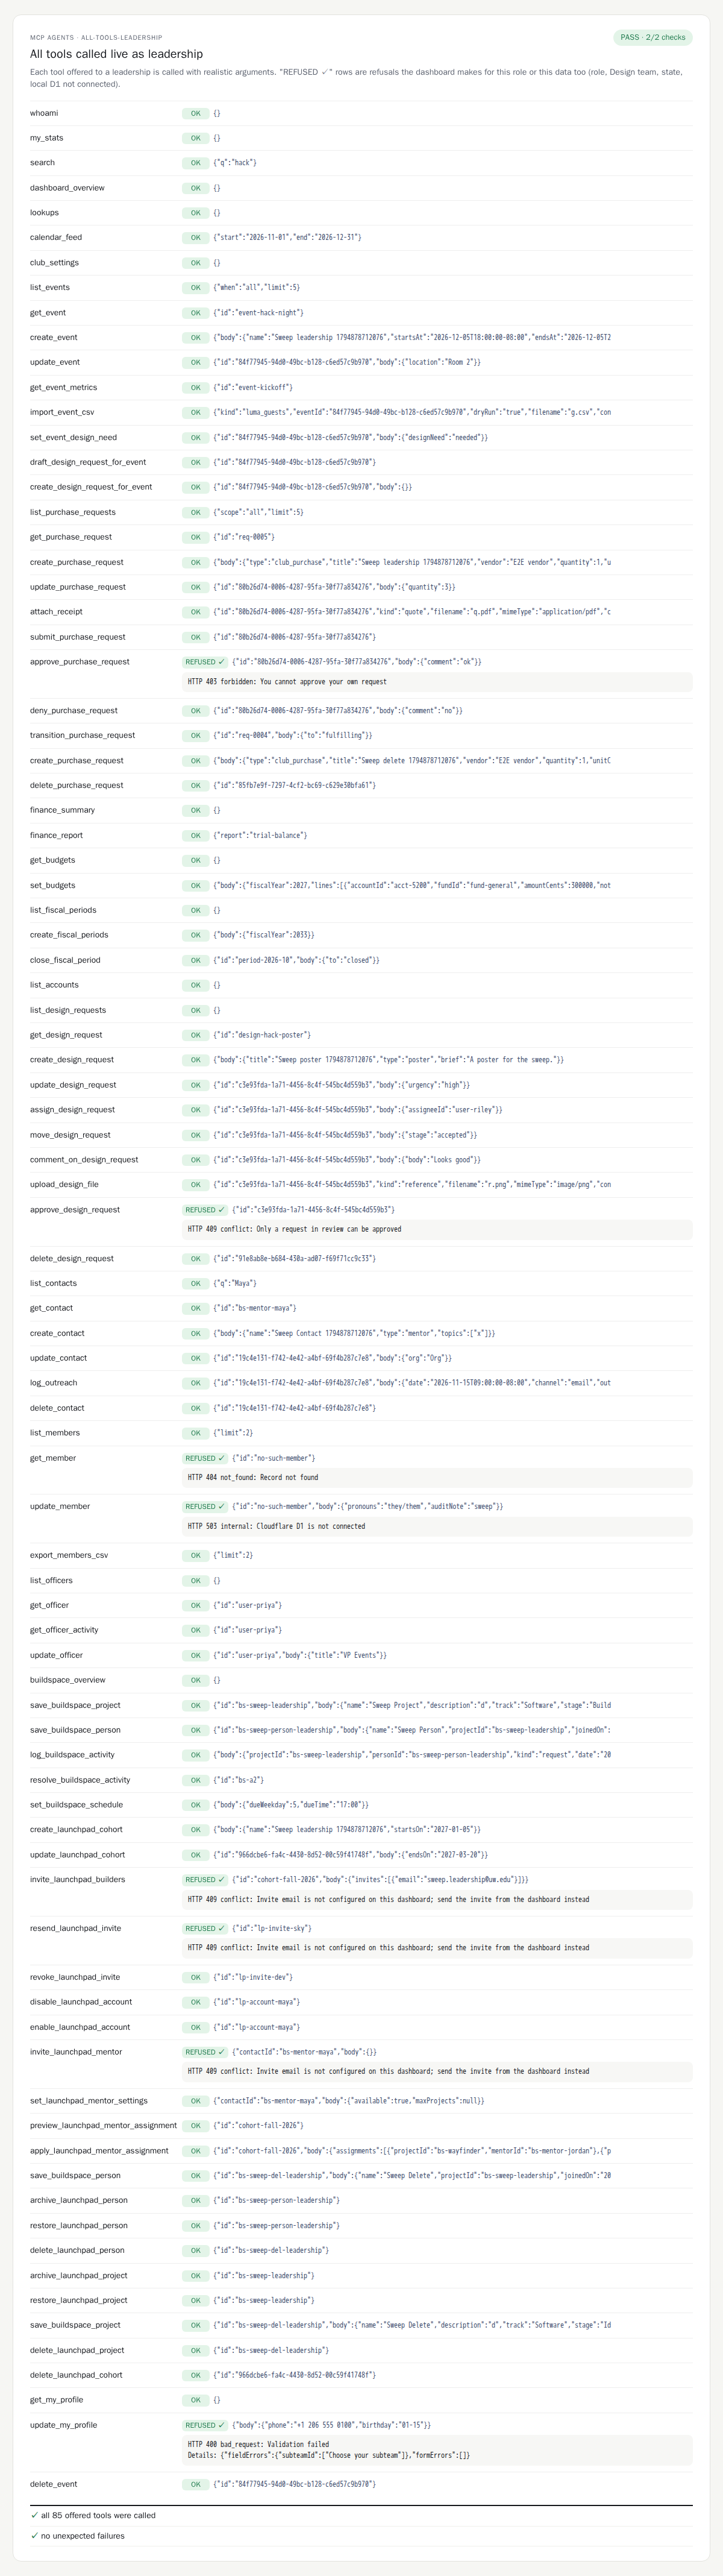 MCP AGENTS · ALL-TOOLS-LEADERSHIP
PASS · 2/2 checks
All tools called live as leadership
Each tool offered to a leadership is called with realistic arguments. "REFUSED ✓" rows are refusals the dashboard makes for this role or this data too (role, Design team, state,
local D1 not connected).
whoami OK {}
my_stats OK {}
search OK {"q":"hack"}
dashboard_overview OK {}
lookups OK {}
calendar_feed OK {"start":"2026-11-01","end":"2026-12-31"}
club_settings OK {}
list_events OK {"when":"all","limit":5}
get_event OK {"id":"event-hack-night"}
create_event OK {"body":{"name":"Sweep leadership 1794878712076","startsAt":"2026-12-05T18:00:00-08:00","endsAt":"2026-12-05T2
update_event OK {"id":"84f77945-94d0-49bc-b128-c6ed57c9b970","body":{"location":"Room 2"}}
get_event_metrics OK {"id":"event-kickoff"}
import_event_csv OK {"kind":"luma_guests","eventId":"84f77945-94d0-49bc-b128-c6ed57c9b970","dryRun":"true","filename":"g.csv","con
set_event_design_need OK {"id":"84f77945-94d0-49bc-b128-c6ed57c9b970","body":{"designNeed":"needed"}}
draft_design_request_for_event OK {"id":"84f77945-94d0-49bc-b128-c6ed57c9b970"}
create_design_request_for_event OK {"id":"84f77945-94d0-49bc-b128-c6ed57c9b970","body":{}}
list_purchase_requests OK {"scope":"all","limit":5}
get_purchase_request OK {"id":"req-0005"}
create_purchase_request OK {"body":{"type":"club_purchase","title":"Sweep leadership 1794878712076","vendor":"E2E vendor","quantity":1,"u
update_purchase_request OK {"id":"80b26d74-0006-4287-95fa-30f77a834276","body":{"quantity":3}}
attach_receipt OK {"id":"80b26d74-0006-4287-95fa-30f77a834276","kind":"quote","filename":"q.pdf","mimeType":"application/pdf","c
submit_purchase_request OK {"id":"80b26d74-0006-4287-95fa-30f77a834276"}
approve_purchase_request REFUSED ✓ {"id":"80b26d74-0006-4287-95fa-30f77a834276","body":{"comment":"ok"}}
HTTP 403 forbidden: You cannot approve your own request
deny_purchase_request OK {"id":"80b26d74-0006-4287-95fa-30f77a834276","body":{"comment":"no"}}
transition_purchase_request OK {"id":"req-0004","body":{"to":"fulfilling"}}
create_purchase_request OK {"body":{"type":"club_purchase","title":"Sweep delete 1794878712076","vendor":"E2E vendor","quantity":1,"unitC
delete_purchase_request OK {"id":"85fb7e9f-7297-4cf2-bc69-c629e30bfa61"}
finance_summary OK {}
finance_report OK {"report":"trial-balance"}
get_budgets OK {}
set_budgets OK {"body":{"fiscalYear":2027,"lines":[{"accountId":"acct-5200","fundId":"fund-general","amountCents":300000,"not
list_fiscal_periods OK {}
create_fiscal_periods OK {"body":{"fiscalYear":2033}}
close_fiscal_period OK {"id":"period-2026-10","body":{"to":"closed"}}
list_accounts OK {}
list_design_requests OK {}
get_design_request OK {"id":"design-hack-poster"}
create_design_request OK {"body":{"title":"Sweep poster 1794878712076","type":"poster","brief":"A poster for the sweep."}}
update_design_request OK {"id":"c3e93fda-1a71-4456-8c4f-545bc4d559b3","body":{"urgency":"high"}}
assign_design_request OK {"id":"c3e93fda-1a71-4456-8c4f-545bc4d559b3","body":{"assigneeId":"user-riley"}}
move_design_request OK {"id":"c3e93fda-1a71-4456-8c4f-545bc4d559b3","body":{"stage":"accepted"}}
comment_on_design_request OK {"id":"c3e93fda-1a71-4456-8c4f-545bc4d559b3","body":{"body":"Looks good"}}
upload_design_file OK {"id":"c3e93fda-1a71-4456-8c4f-545bc4d559b3","kind":"reference","filename":"r.png","mimeType":"image/png","con
approve_design_request REFUSED ✓ {"id":"c3e93fda-1a71-4456-8c4f-545bc4d559b3"}
HTTP 409 conflict: Only a request in review can be approved
delete_design_request OK {"id":"91e8ab8e-b684-430a-ad07-f69f71cc9c33"}
list_contacts OK {"q":"Maya"}
get_contact OK {"id":"bs-mentor-maya"}
create_contact OK {"body":{"name":"Sweep Contact 1794878712076","type":"mentor","topics":["x"]}}
update_contact OK {"id":"19c4e131-f742-4e42-a4bf-69f4b287c7e8","body":{"org":"Org"}}
log_outreach OK {"id":"19c4e131-f742-4e42-a4bf-69f4b287c7e8","body":{"date":"2026-11-15T09:00:00-08:00","channel":"email","out
delete_contact OK {"id":"19c4e131-f742-4e42-a4bf-69f4b287c7e8"}
list_members OK {"limit":2}
get_member REFUSED ✓ {"id":"no-such-member"}
HTTP 404 not_found: Record not found
update_member REFUSED ✓ {"id":"no-such-member","body":{"pronouns":"they/them","auditNote":"sweep"}}
HTTP 503 internal: Cloudflare D1 is not connected
export_members_csv OK {"limit":2}
list_officers OK {}
get_officer OK {"id":"user-priya"}
get_officer_activity OK {"id":"user-priya"}
update_officer OK {"id":"user-priya","body":{"title":"VP Events"}}
buildspace_overview OK {}
save_buildspace_project OK {"id":"bs-sweep-leadership","body":{"name":"Sweep Project","description":"d","track":"Software","stage":"Build
save_buildspace_person OK {"id":"bs-sweep-person-leadership","body":{"name":"Sweep Person","projectId":"bs-sweep-leadership","joinedOn":
log_buildspace_activity OK {"body":{"projectId":"bs-sweep-leadership","personId":"bs-sweep-person-leadership","kind":"request","date":"20
resolve_buildspace_activity OK {"id":"bs-a2"}
set_buildspace_schedule OK {"body":{"dueWeekday":5,"dueTime":"17:00"}}
create_launchpad_cohort OK {"body":{"name":"Sweep leadership 1794878712076","startsOn":"2027-01-05"}}
update_launchpad_cohort OK {"id":"966dcbe6-fa4c-4430-8d52-00c59f41748f","body":{"endsOn":"2027-03-20"}}
invite_launchpad_builders REFUSED ✓ {"id":"cohort-fall-2026","body":{"invites":[{"email":"sweep.leadership@uw.edu"}]}}
HTTP 409 conflict: Invite email is not configured on this dashboard; send the invite from the dashboard instead
resend_launchpad_invite REFUSED ✓ {"id":"lp-invite-sky"}
HTTP 409 conflict: Invite email is not configured on this dashboard; send the invite from the dashboard instead
revoke_launchpad_invite OK {"id":"lp-invite-dev"}
disable_launchpad_account OK {"id":"lp-account-maya"}
enable_launchpad_account OK {"id":"lp-account-maya"}
invite_launchpad_mentor REFUSED ✓ {"contactId":"bs-mentor-maya","body":{}}
HTTP 409 conflict: Invite email is not configured on this dashboard; send the invite from the dashboard instead
set_launchpad_mentor_settings OK {"contactId":"bs-mentor-maya","body":{"available":true,"maxProjects":null}}
preview_launchpad_mentor_assignment OK {"id":"cohort-fall-2026"}
apply_launchpad_mentor_assignment OK {"id":"cohort-fall-2026","body":{"assignments":[{"projectId":"bs-wayfinder","mentorId":"bs-mentor-jordan"},{"p
save_buildspace_person OK {"id":"bs-sweep-del-leadership","body":{"name":"Sweep Delete","projectId":"bs-sweep-leadership","joinedOn":"20
archive_launchpad_person OK {"id":"bs-sweep-person-leadership"}
restore_launchpad_person OK {"id":"bs-sweep-person-leadership"}
delete_launchpad_person OK {"id":"bs-sweep-del-leadership"}
archive_launchpad_project OK {"id":"bs-sweep-leadership"}
restore_launchpad_project OK {"id":"bs-sweep-leadership"}
save_buildspace_project OK {"id":"bs-sweep-del-leadership","body":{"name":"Sweep Delete","description":"d","track":"Software","stage":"Id
delete_launchpad_project OK {"id":"bs-sweep-del-leadership"}
delete_launchpad_cohort OK {"id":"966dcbe6-fa4c-4430-8d52-00c59f41748f"}
get_my_profile OK {}
update_my_profile REFUSED ✓ {"body":{"phone":"+1 206 555 0100","birthday":"01-15"}}
HTTP 400 bad_request: Validation failed
Details: {"fieldErrors":{"subteamId":["Choose your subteam"]},"formErrors":[]}
delete_event OK {"id":"84f77945-94d0-49bc-b128-c6ed57c9b970"}
✓ all 85 offered tools were called
✓ no unexpected failures